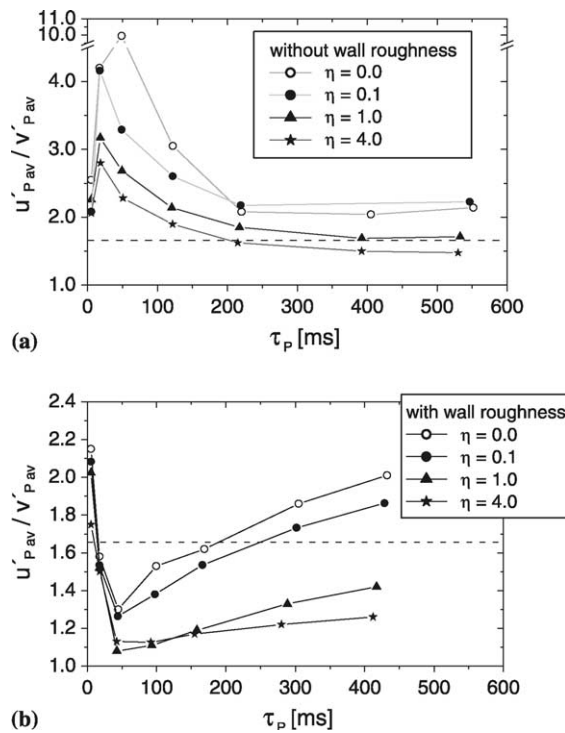 11.0
10.0
4.0
3.0
2.0
1.0
u′P av / v′P av
without wall roughness
η = 0.0
η = 0.1
η = 1.0
η = 4.0
0 100 200 300 400 500 600
τP [ms]
(a)
2.4
2.2
2.0
1.8
1.6
1.4
1.2
1.0
u′P av / v′P av
with wall roughness
η = 0.0
η = 0.1
η = 1.0
η = 4.0
0 100 200 300 400 500 600
τP [ms]
(b)